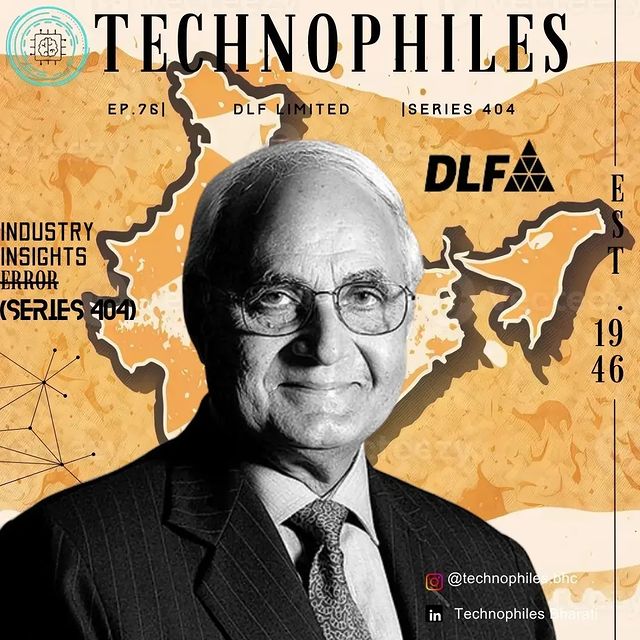 TECHNOPHILES
EP.76| DLF LIMITED |SERIES 404
DLF
INDUSTRY
INSIGHTS
ERROR
(SERIES 404)
EST.
1946
@technophiles.bhc
Technophiles Bharati